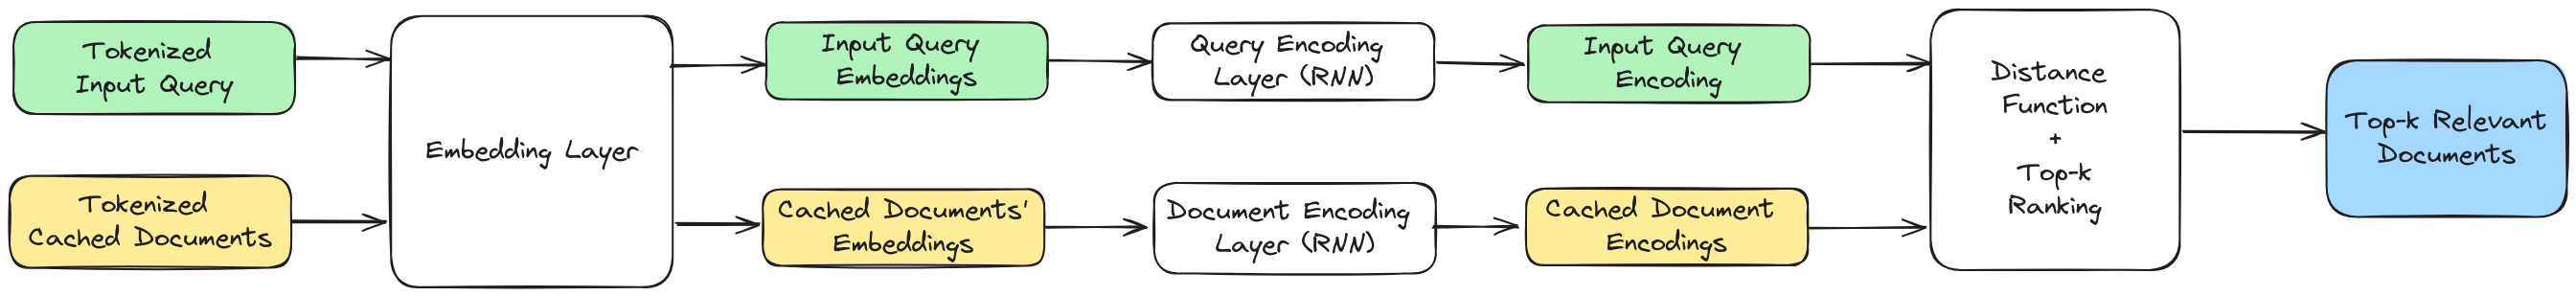 Tokenized
Input Query
Tokenized
Cached Documents
Embedding Layer
Input Query
Embeddings
Cached Documents'
Embeddings
Query Encoding
Layer (RNN)
Document Encoding
Layer (RNN)
Input Query
Encoding
Cached Document
Encodings
Distance
Function
+
Top-k
Ranking
Top-k Relevant
Documents